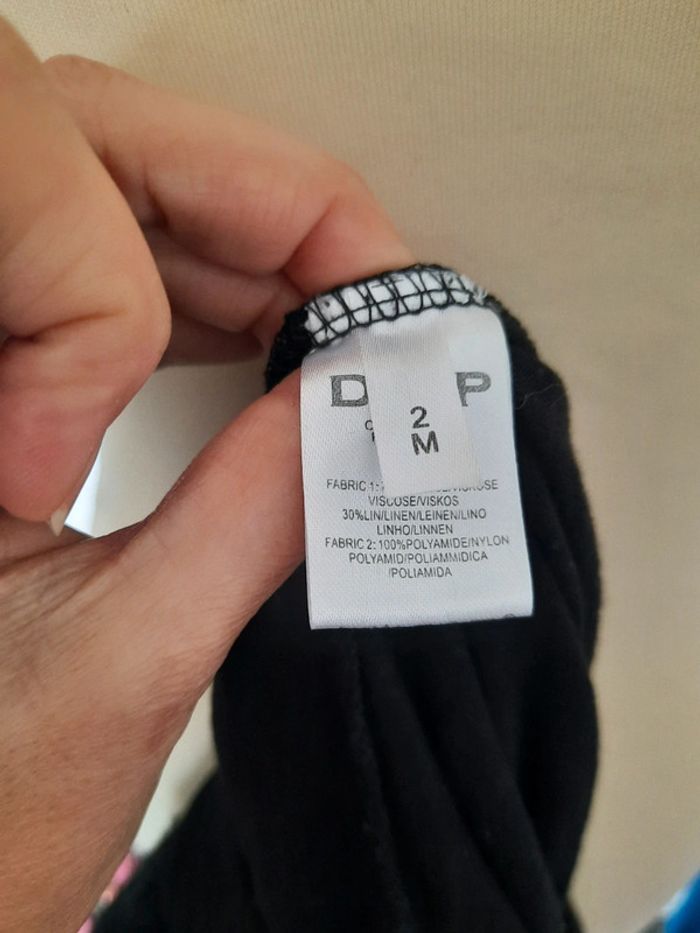 D P
2
M
FABRIC 1:
VISCOSE/VISKOS
30%LIN/LINEN/LEINEN/LINO
LINHO/LINNEN
FABRIC 2: 100%POLYAMIDE/NYLON
POLYAMID/POLIAMMIDICA
/POLIAMIDA